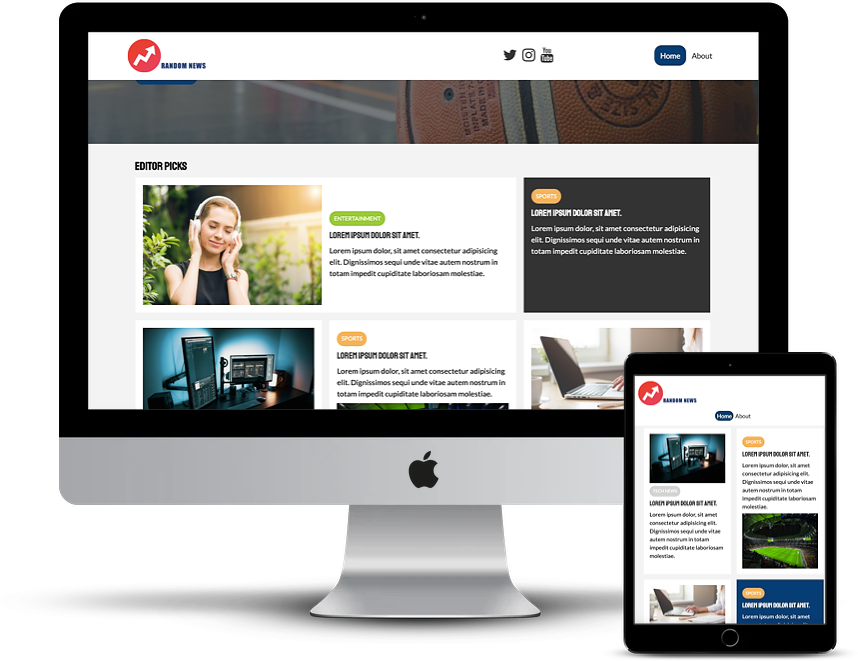 RANDOM NEWS
You
Tube
Home
About
EDITOR PICKS
ENTERTAINMENT
LOREM IPSUM DOLOR SIT AMET.
Lorem ipsum dolor, sit amet consectetur adipisicing
elit. Dignissimos sequi unde vitae autem nostrum in
totam impedit cupiditate laboriosam molestiae.
SPORTS
LOREM IPSUM DOLOR SIT AMET.
Lorem ipsum dolor, sit amet consectetur adipisicing
elit. Dignissimos sequi unde vitae autem nostrum in
totam impedit cupiditate laboriosam molestiae.
SPORTS
LOREM IPSUM DOLOR SIT AMET.
Lorem ipsum dolor, sit amet consectetur adipisicing
elit. Dignissimos sequi unde vitae autem nostrum in
totam impedit cupiditate laboriosam molestiae.
RANDOM NEWS
Home
About
TECH NEWS
LOREM IPSUM DOLOR SIT AMET.
Lorem ipsum dolor, sit amet
consectetur adipisicing elit.
Dignissimos sequi unde vitae
autem nostrum in totam
impedit cupiditate laboriosam
molestiae.
SPORTS
LOREM IPSUM DOLOR SIT AMET.
Lorem ipsum dolor, sit amet
consectetur adipisicing elit.
Dignissimos sequi unde vitae
autem nostrum in totam
impedit cupiditate laboriosam
molestiae.
SPORTS
LOREM IPSUM DOLOR SIT AMET.
Lorem ipsum dolor, sit amet